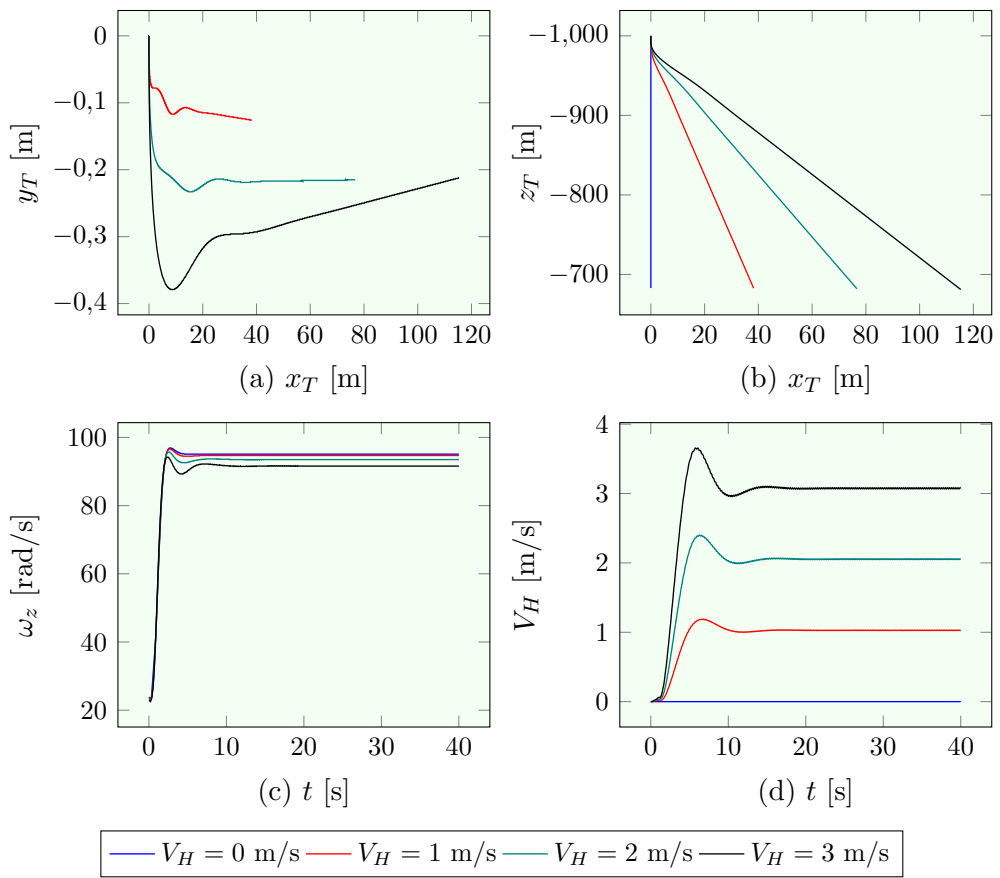 0
−0,1
−0,2
−0,3
−0,4
y_T [m]
0 20 40 60 80 100 120
(a) x_T [m]
−1,000
−900
−800
−700
z_T [m]
0 20 40 60 80 100 120
(b) x_T [m]
100
80
60
40
20
ω_z [rad/s]
0 10 20 30 40
(c) t [s]
4
3
2
1
0
V_H [m/s]
0 10 20 30 40
(d) t [s]
V_H = 0 m/s V_H = 1 m/s V_H = 2 m/s V_H = 3 m/s